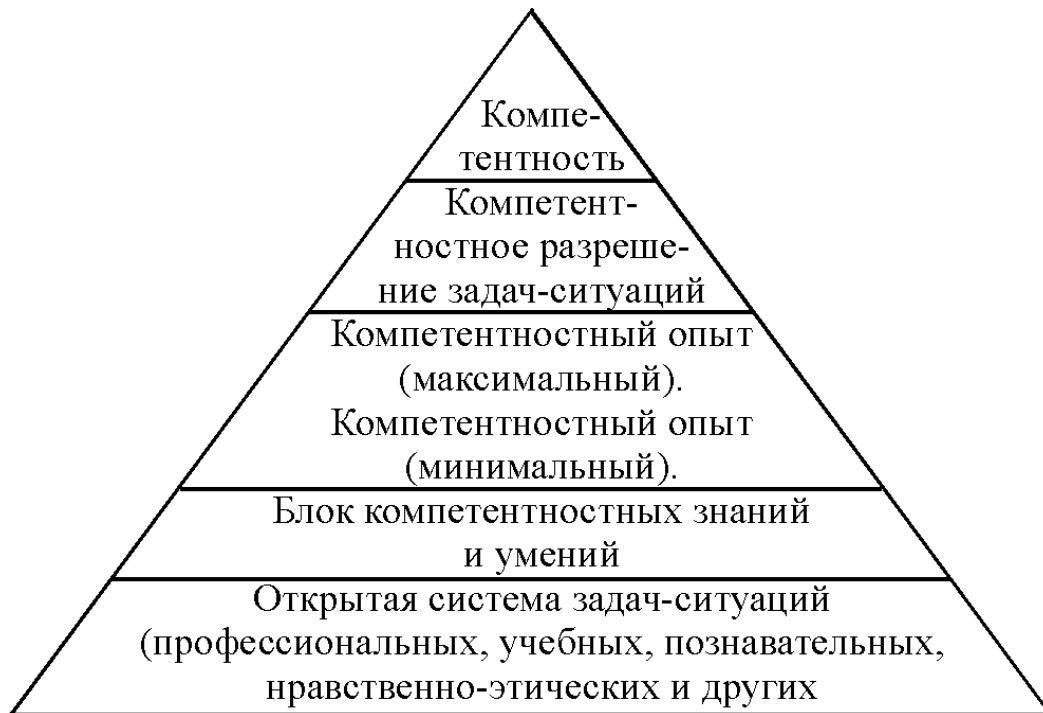 Компе-
тентность
Компетент-
ностное разреше-
ние задач-ситуаций
Компетентностный опыт
(максимальный).
Компетентностный опыт
(минимальный).
Блок компетентностных знаний
и умений
Открытая система задач-ситуаций
(профессиональных, учебных, познавательных,
нравственно-этических и других